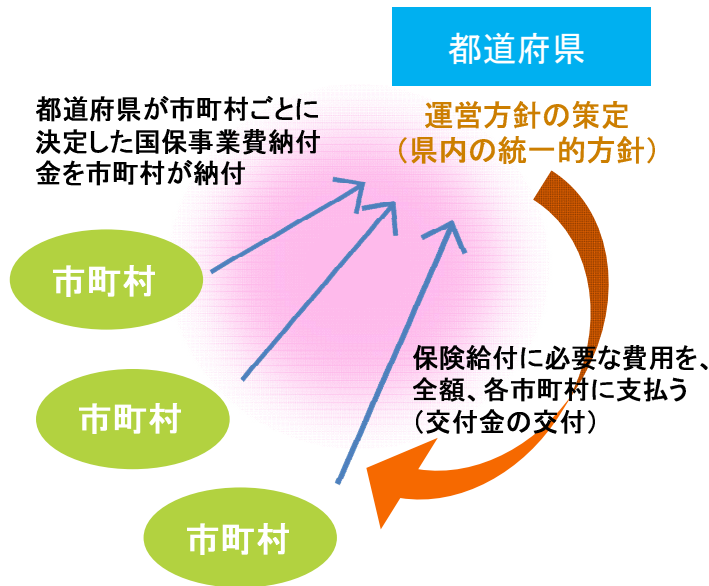 都道府県
都道府県が市町村ごとに
決定した国保事業費納付
金を市町村が納付
運営方針の策定
（県内の統一的方針）
市町村
保険給付に必要な費用を、
全額、各市町村に支払う
（交付金の交付）
市町村
市町村